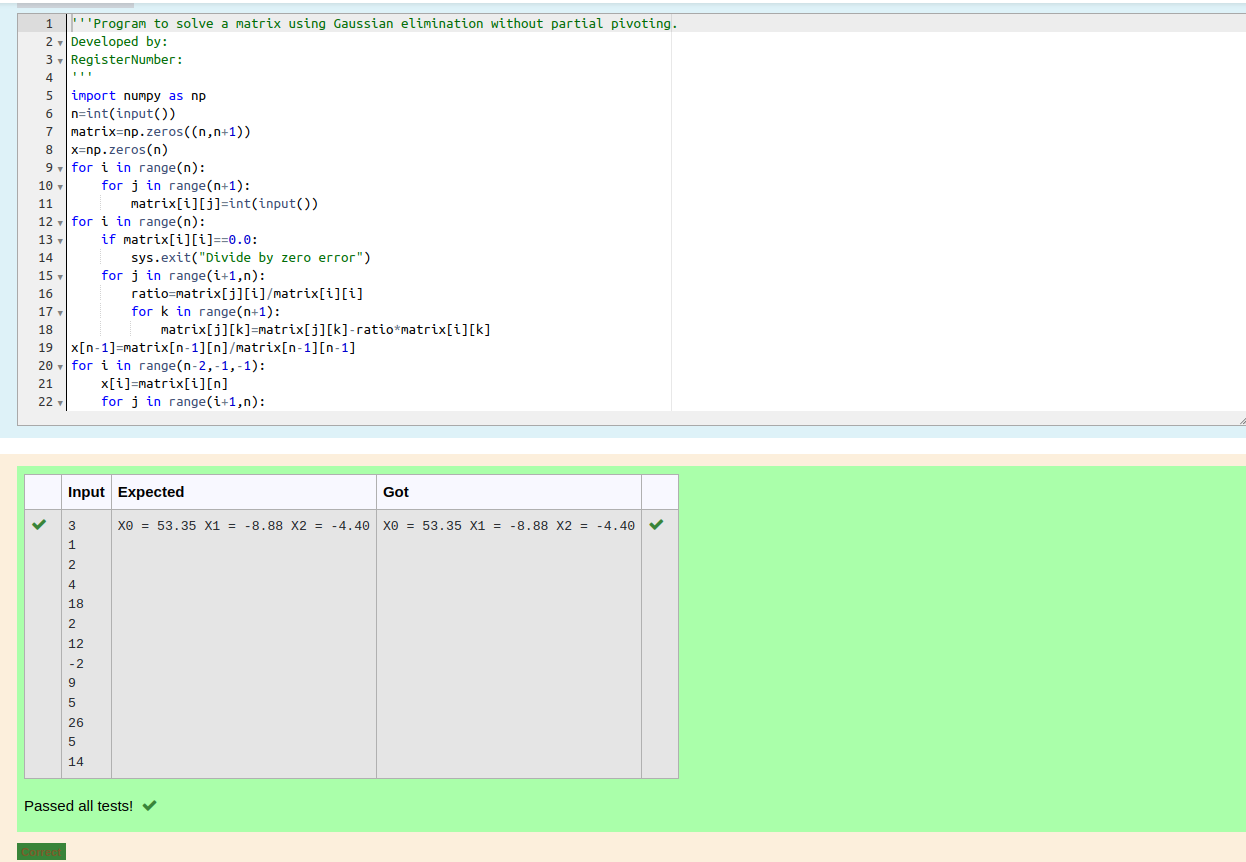 1 '''Program to solve a matrix using Gaussian elimination without partial pivoting.
2 Developed by:
3 RegisterNumber:
4 '''
5 import numpy as np
6 n=int(input())
7 matrix=np.zeros((n,n+1))
8 x=np.zeros(n)
9 for i in range(n):
10     for j in range(n+1):
11         matrix[i][j]=int(input())
12 for i in range(n):
13     if matrix[i][i]==0.0:
14         sys.exit("Divide by zero error")
15     for j in range(i+1,n):
16         ratio=matrix[j][i]/matrix[i][i]
17         for k in range(n+1):
18             matrix[j][k]=matrix[j][k]-ratio*matrix[i][k]
19 x[n-1]=matrix[n-1][n]/matrix[n-1][n-1]
20 for i in range(n-2,-1,-1):
21     x[i]=matrix[i][n]
22     for j in range(i+1,n):
Input Expected Got
3 X0 = 53.35 X1 = -8.88 X2 = -4.40 X0 = 53.35 X1 = -8.88 X2 = -4.40
1
2
4
18
2
12
-2
9
5
26
5
14
Passed all tests!
Correct